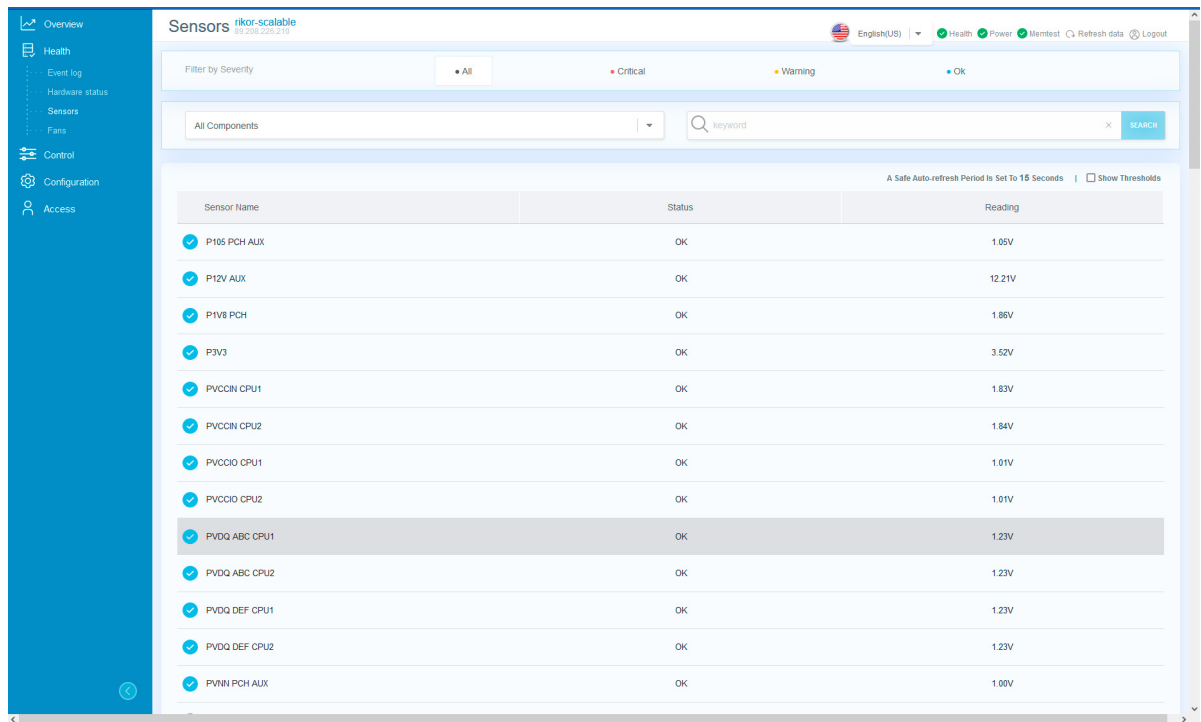 Overview
Health
Event log
Hardware status
Sensors
Fans
Control
Configuration
Access
Sensors rikor-scalable
89.208.226.219
English(US) Health Power Memtest Refresh data Logout
Filter by Severity All Critical Warning Ok
All Components keyword SEARCH
A Safe Auto-refresh Period Is Set To 15 Seconds | Show Thresholds
Sensor Name Status Reading
P105 PCH AUX OK 1.05V
P12V AUX OK 12.21V
P1V8 PCH OK 1.86V
P3V3 OK 3.52V
PVCCIN CPU1 OK 1.83V
PVCCIN CPU2 OK 1.84V
PVCCIO CPU1 OK 1.01V
PVCCIO CPU2 OK 1.01V
PVDQ ABC CPU1 OK 1.23V
PVDQ ABC CPU2 OK 1.23V
PVDQ DEF CPU1 OK 1.23V
PVDQ DEF CPU2 OK 1.23V
PVNN PCH AUX OK 1.00V